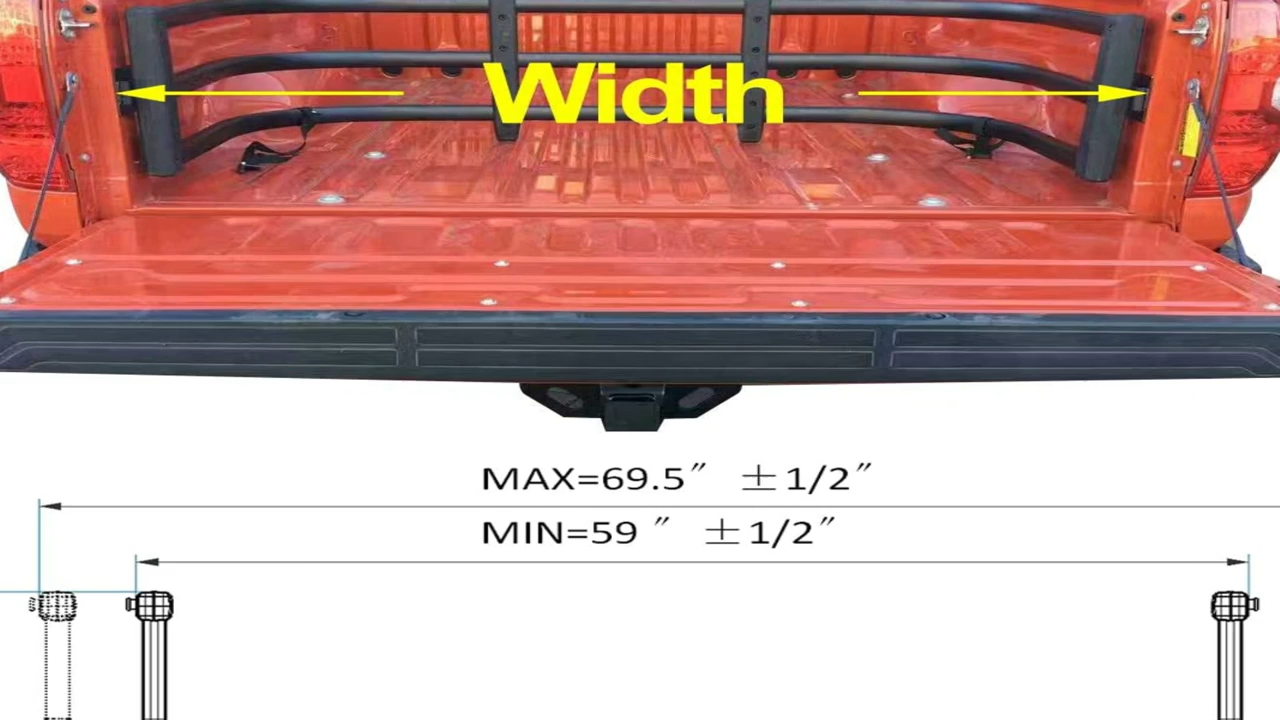 Width
MAX=69.5″ ±1/2″
MIN=59 ″ ±1/2″